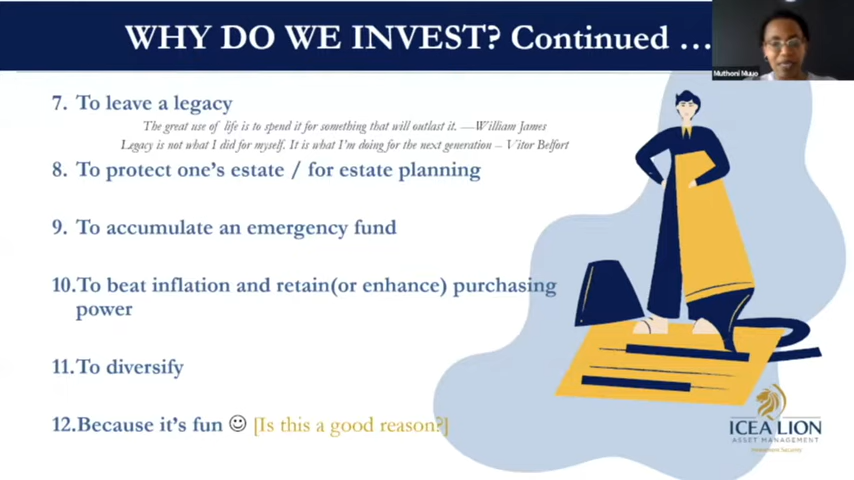 WHY DO WE INVEST? Continued …
Muthoni Muuo
7. To leave a legacy
The great use of life is to spend it for something that will outlast it. —William James
Legacy is not what I did for myself. It is what I'm doing for the next generation – Vitor Belfort
8. To protect one's estate / for estate planning
9. To accumulate an emergency fund
10.To beat inflation and retain(or enhance) purchasing
power
11.To diversify
12.Because it's fun ☺ [Is this a good reason?]
ICEA LION
ASSET MANAGEMENT